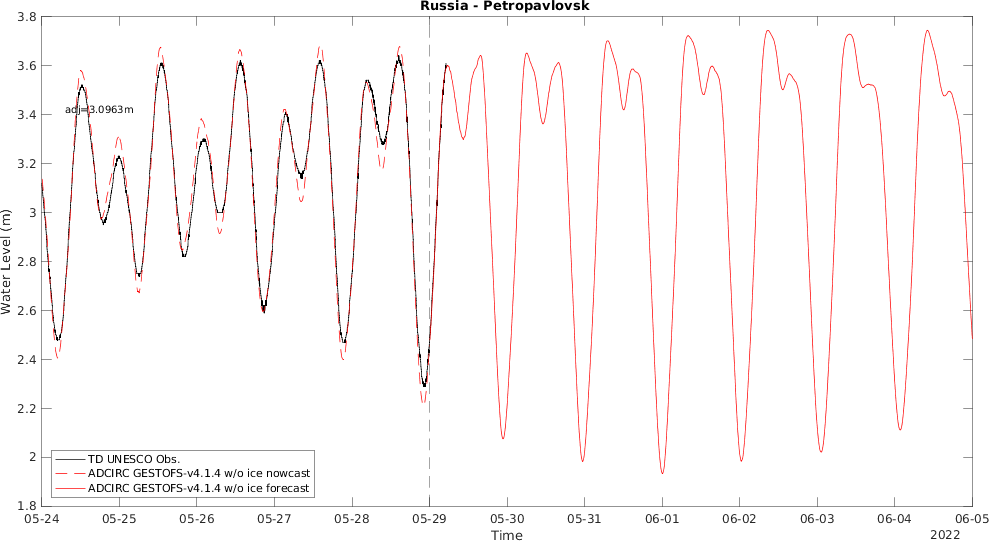 Russia - Petropavlovsk
3.8
3.6
3.4
3.2
3
2.8
2.6
2.4
2.2
2
1.8
Water Level (m)
adj=3.0963m
TD UNESCO Obs.
ADCIRC GESTOFS-v4.1.4 w/o ice nowcast
ADCIRC GESTOFS-v4.1.4 w/o ice forecast
05-24 05-25 05-26 05-27 05-28 05-29 05-30 05-31 06-01 06-02 06-03 06-04 06-05
Time
2022